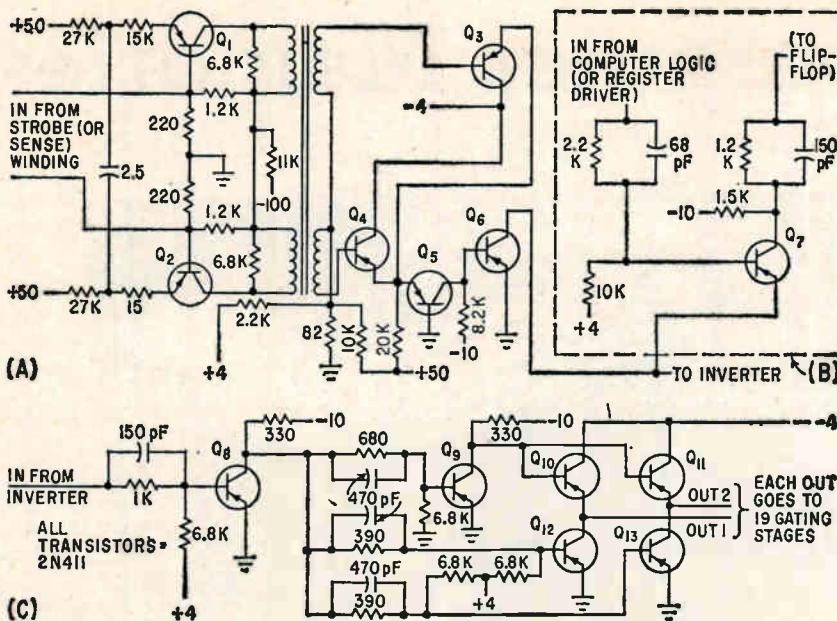 +50
27K
15K
Q1
6.8K
1.2K
IN FROM
STROBE (OR
SENSE)
WINDING
220
2.5
220
11K
-100
1.2K
Q2
6.8K
+50
27K
15
2.2K
+4
82
10K
20K
+50
Q3
-4
Q4
Q5
Q6
8.2K
-10
(A)
IN FROM
COMPUTER LOGIC
(OR REGISTER
DRIVER)
(TO
FLIP-
FLOP)
2.2
K
68
pF
1.2
K
150
pF
1.5K
-10
Q7
10K
+4
TO INVERTER
(B)
150 pF
IN FROM
INVERTER
1K
ALL
TRANSISTORS=
2N411
6.8K
+4
Q8
330
-10
680
470 pF
390
470 pF
390
6.8K
Q9
330
-10
6.8K
6.8K
+4
Q10
Q11
Q12
Q13
-4
OUT 2
OUT 1
EACH OUT
GOES TO
19 GATING
STAGES
(C)